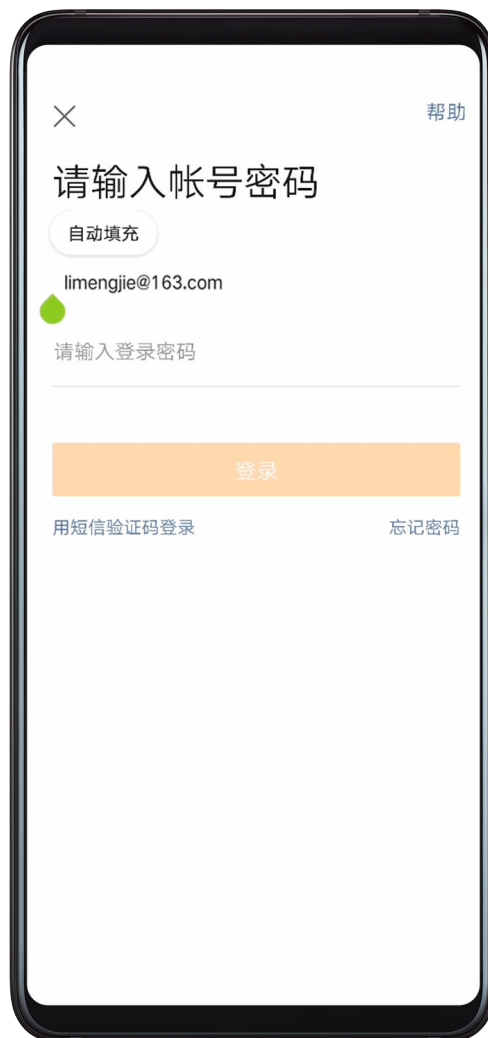 帮助
请输入帐号密码
自动填充
limengjie@163.com
请输入登录密码
登录
用短信验证码登录
忘记密码